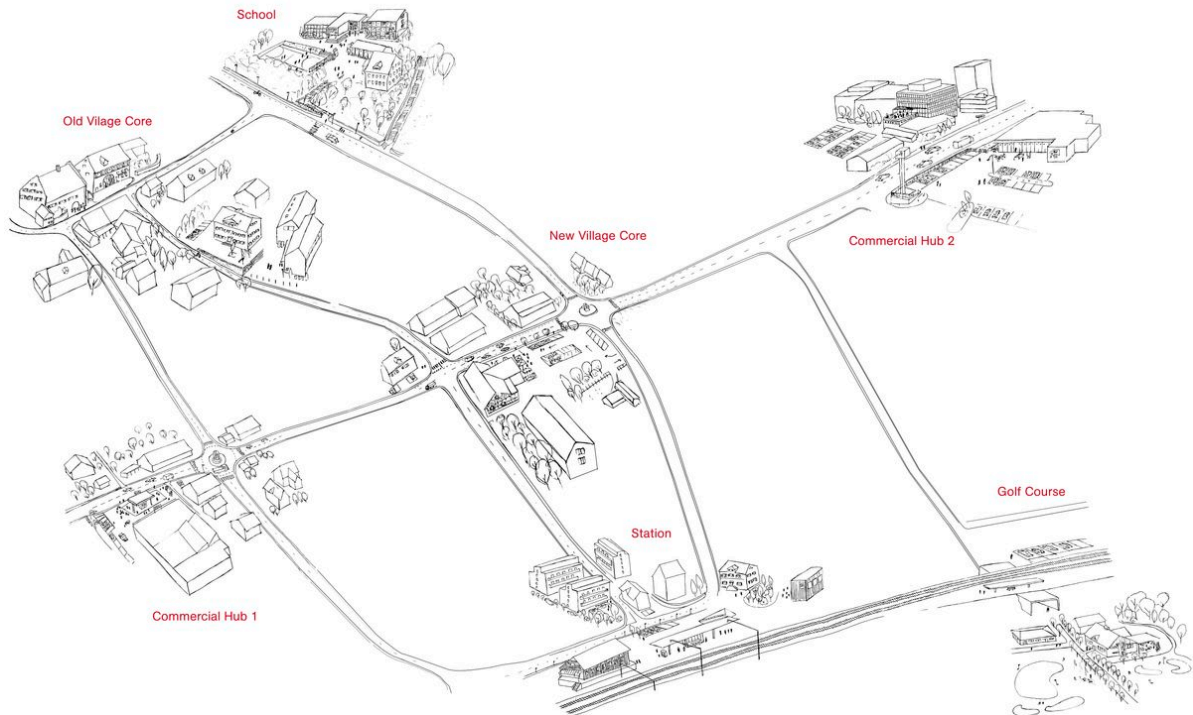 School
Old Vilage Core
New Village Core
Commercial Hub 2
Golf Course
Station
Commercial Hub 1